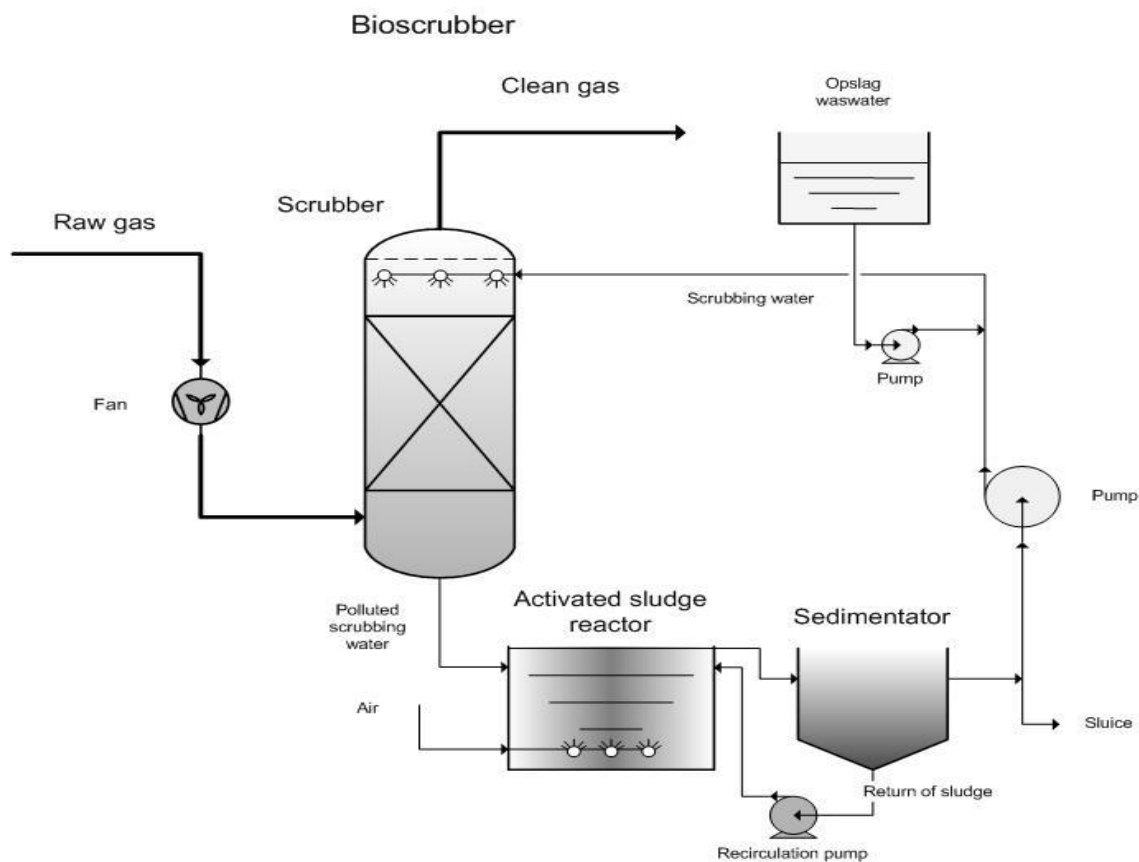 Bioscrubber
Clean gas
Opslag
waswater
Scrubber
Raw gas
Scrubbing water
Pump
Fan
Pump
Polluted
scrubbing
water
Activated sludge
reactor
Sedimentator
Air
Sluice
Return of sludge
Recirculation pump